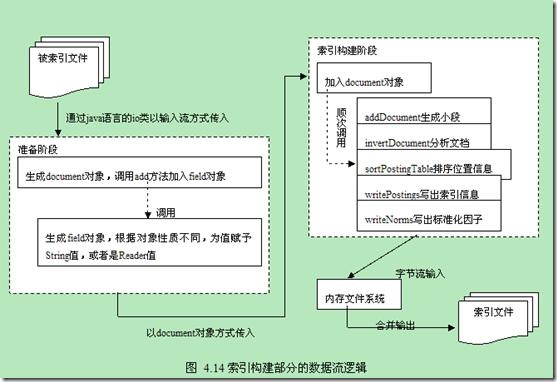 被索引文件
通过java语言的io类以输入流方式传入
准备阶段
生成document对象，调用add方法加入field对象
调用
生成field对象，根据对象性质不同，为值赋予
String值，或者是Reader值
以document对象方式传入
索引构建阶段
加入document对象
顺次调用
addDocument生成小段
invertDocument分析文档
sortPostingTable排序位置信息
writePostings写出索引信息
writeNorms写出标准化因子
字节流输入
内存文件系统
合并输出
索引文件
图 4.14 索引构建部分的数据流逻辑